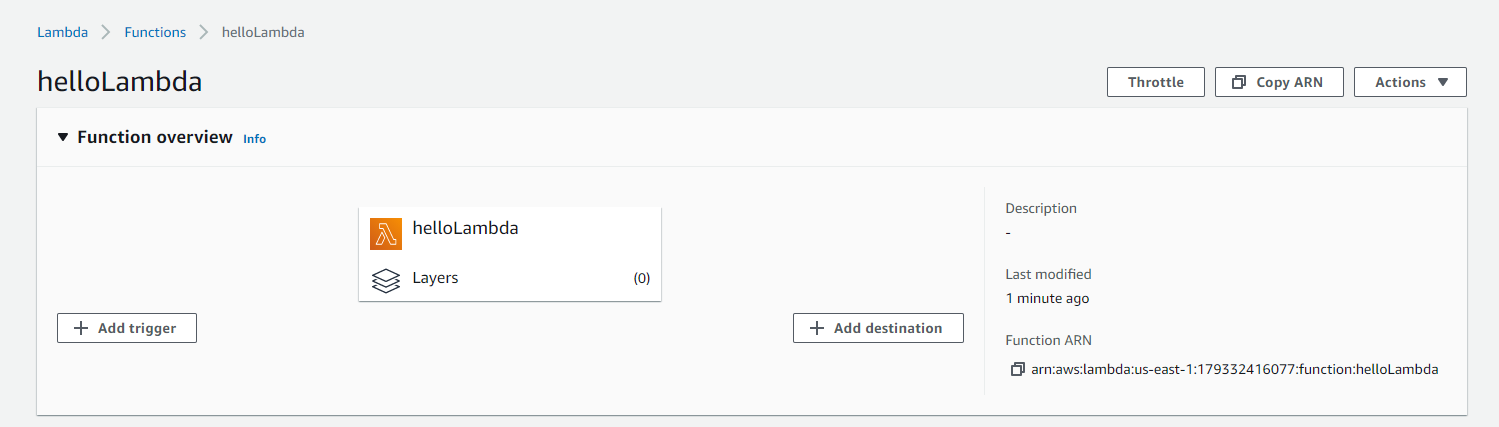 Lambda > Functions > helloLambda
helloLambda
Throttle Copy ARN Actions
Function overview Info
helloLambda
Layers (0)
Add trigger
Add destination
Description
-
Last modified
1 minute ago
Function ARN
arn:aws:lambda:us-east-1:179332416077:function:helloLambda